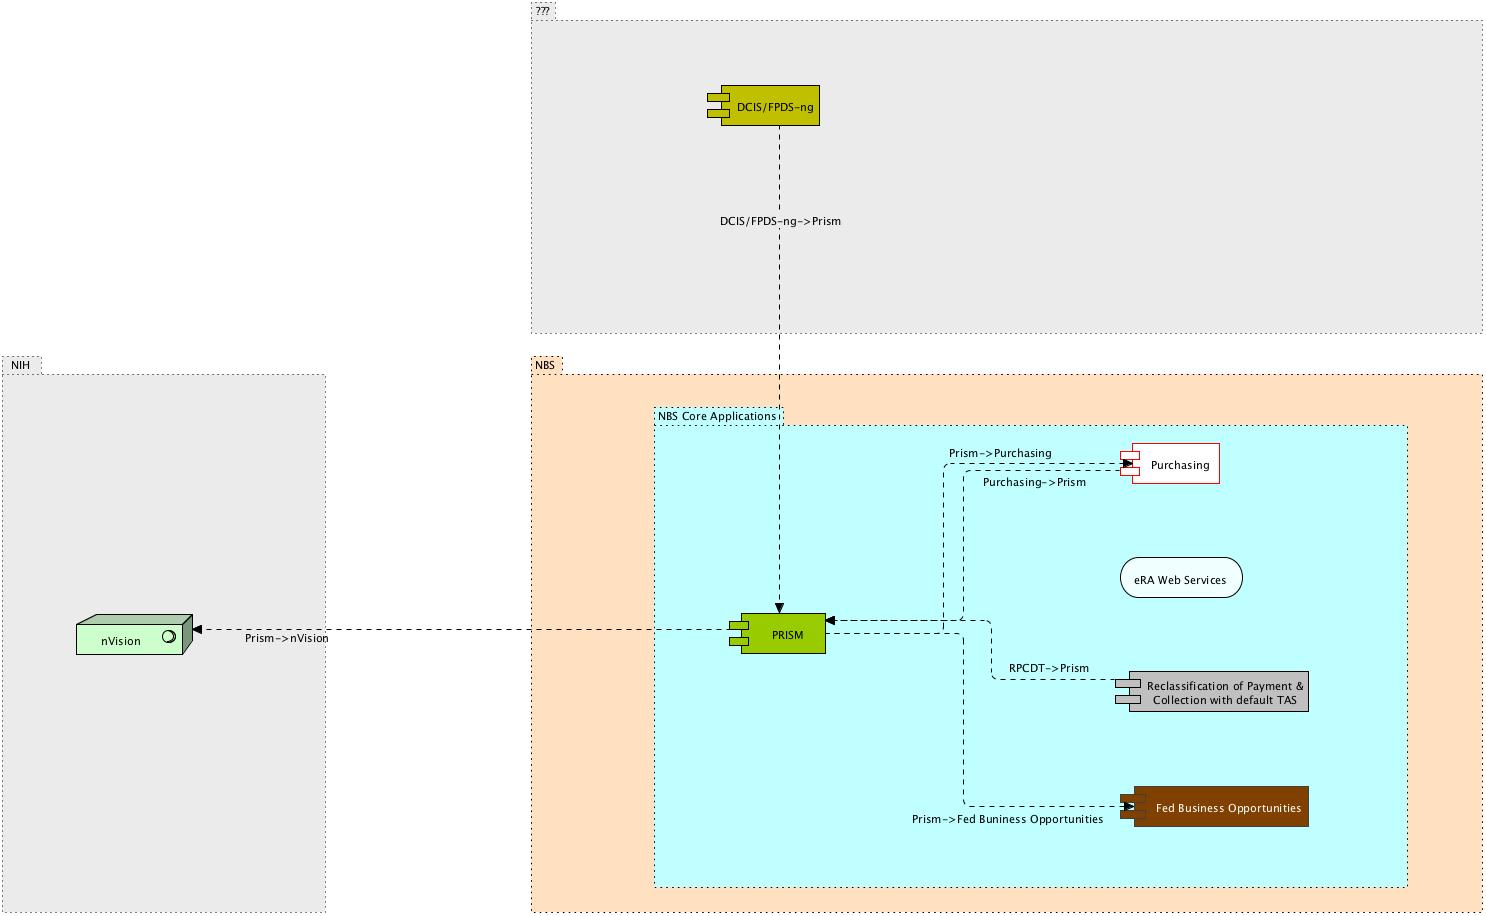 ???
DCIS/FPDS-ng
DCIS/FPDS-ng->Prism
NIH
NBS
NBS Core Applications
Prism->Purchasing
Purchasing
Purchasing->Prism
eRA Web Services
nVision
Prism->nVision
PRISM
RPCDT->Prism
Reclassification of Payment &
Collection with default TAS
Fed Business Opportunities
Prism->Fed Buniness Opportunities